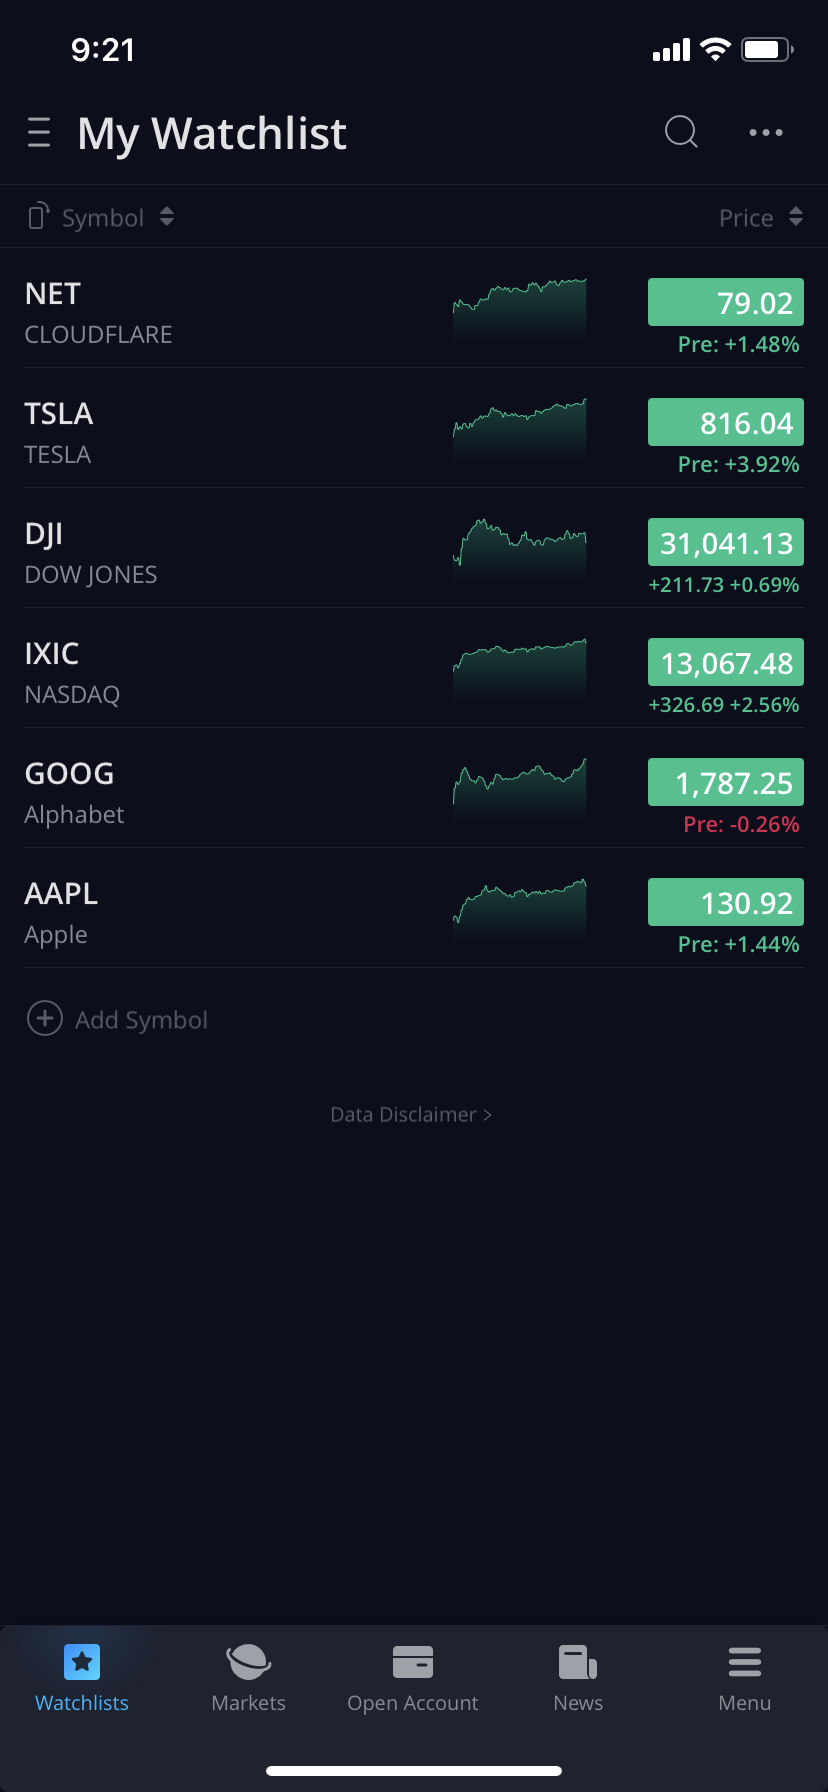 9:21
My Watchlist
Symbol
Price
NET
CLOUDFLARE
79.02
Pre: +1.48%
TSLA
TESLA
816.04
Pre: +3.92%
DJI
DOW JONES
31,041.13
+211.73 +0.69%
IXIC
NASDAQ
13,067.48
+326.69 +2.56%
GOOG
Alphabet
1,787.25
Pre: -0.26%
AAPL
Apple
130.92
Pre: +1.44%
Add Symbol
Data Disclaimer >
Watchlists
Markets
Open Account
News
Menu